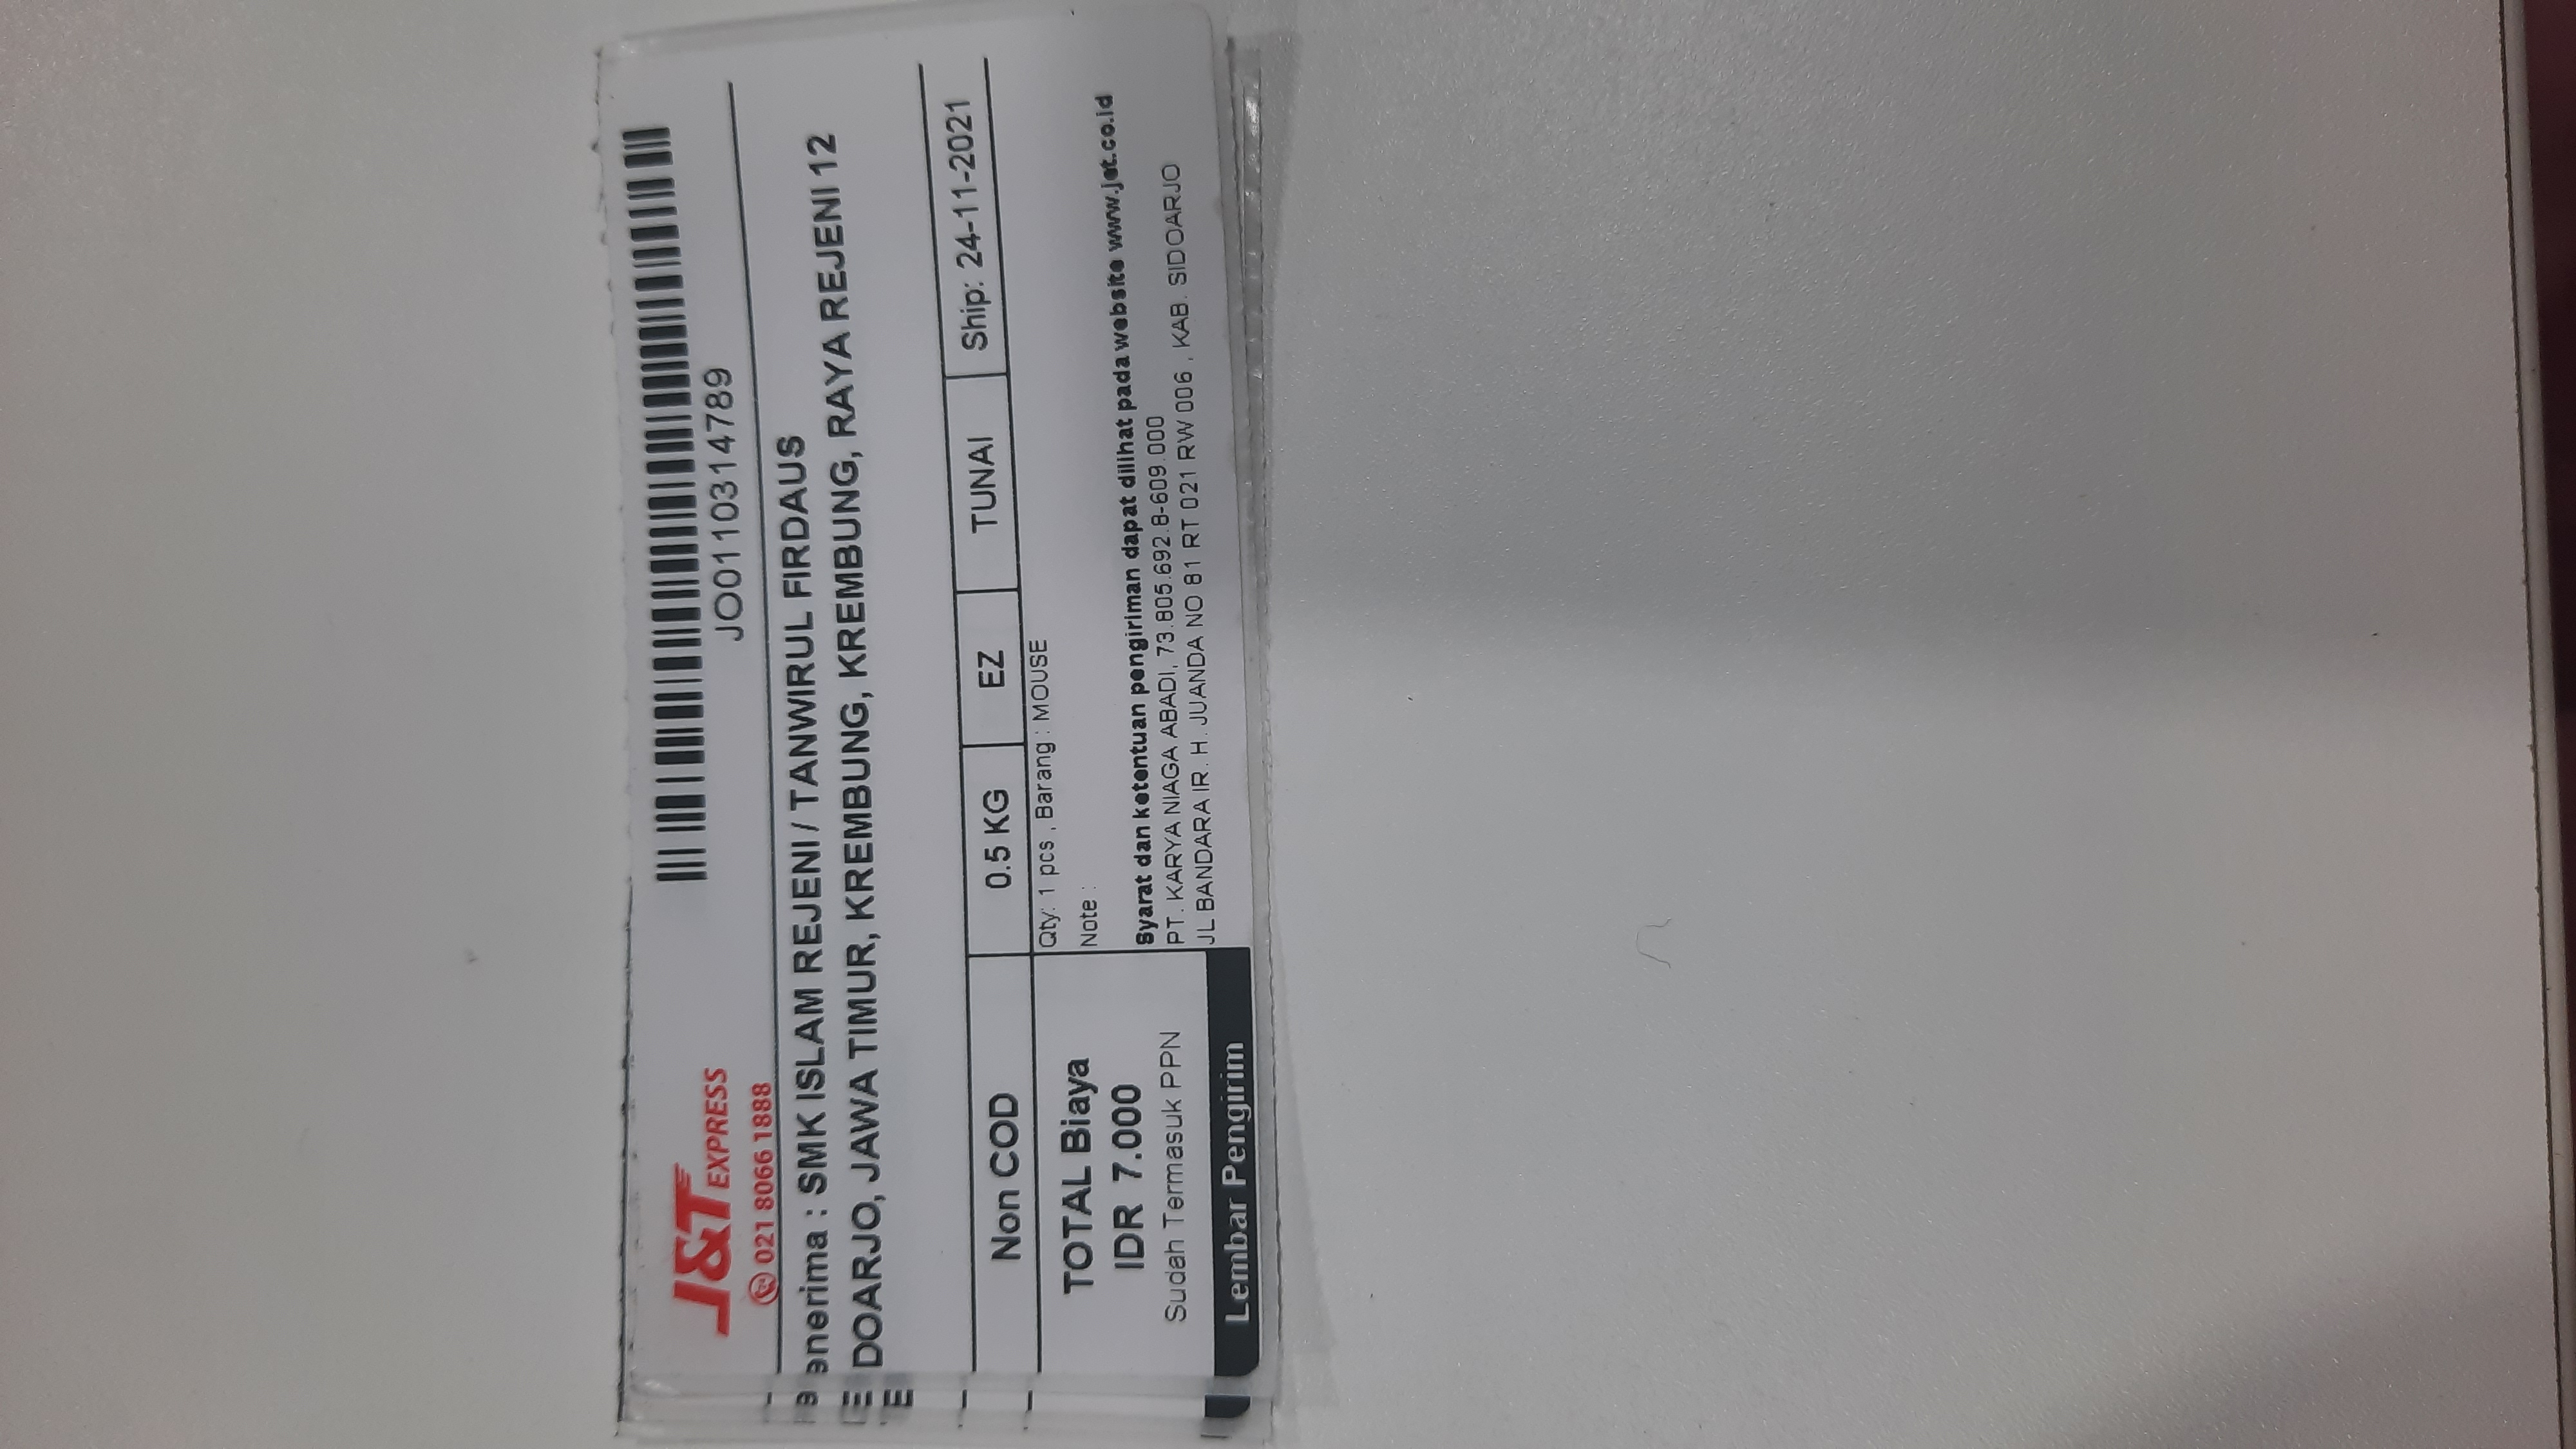 J&T EXPRESS
021 8066 1888
JO0110314789
enerima : SMK ISLAM REJENI / TANWIRUL FIRDAUS
DOARJO, JAWA TIMUR, KREMBUNG, KREMBUNG, RAYA REJENI 12
Non COD
0.5 KG
EZ
TUNAI
Ship: 24-11-2021
TOTAL Biaya
IDR 7.000
Sudah Termasuk PPN
Lembar Pengirim
Qty: 1 pcs , Barang : MOUSE
Note :
Syarat dan ketentuan pengiriman dapat dilihat pada website www.jet.co.id
PT. KARYA NIAGA ABADI, 73.805.692.8-609.000
JL BANDARA IR. H. JUANDA NO 81 RT 021 RW 006 , KAB. SIDOARJO